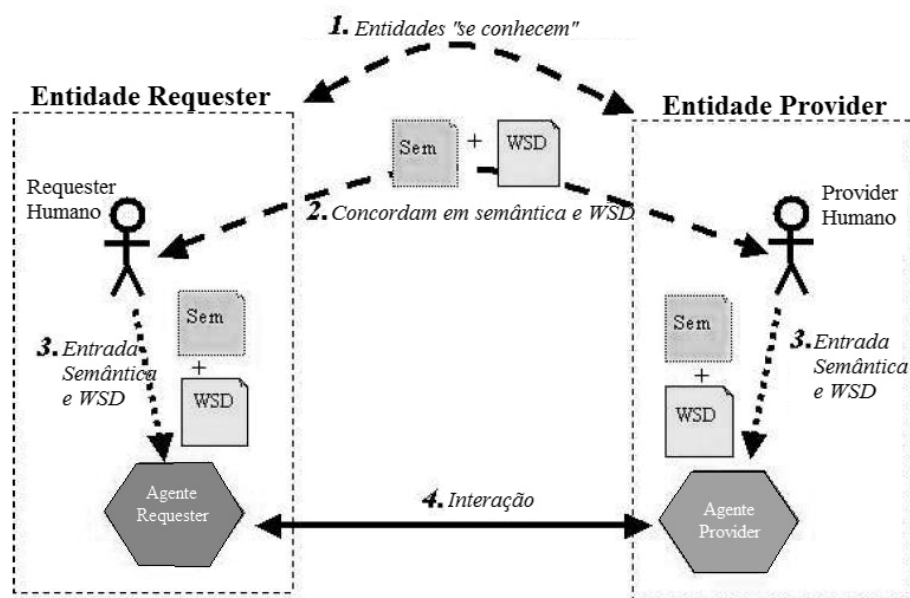 1. Entidades "se conhecem"
Entidade Requester
Entidade Provider
Sem
+
WSD
Requester
Humano
Provider
Humano
2. Concordam em semântica e WSD
Sem
+
WSD
3. Entrada
Semântica
e WSD
Sem
+
WSD
3. Entrada
Semântica
e WSD
Agente
Requester
4. Interação
Agente
Provider